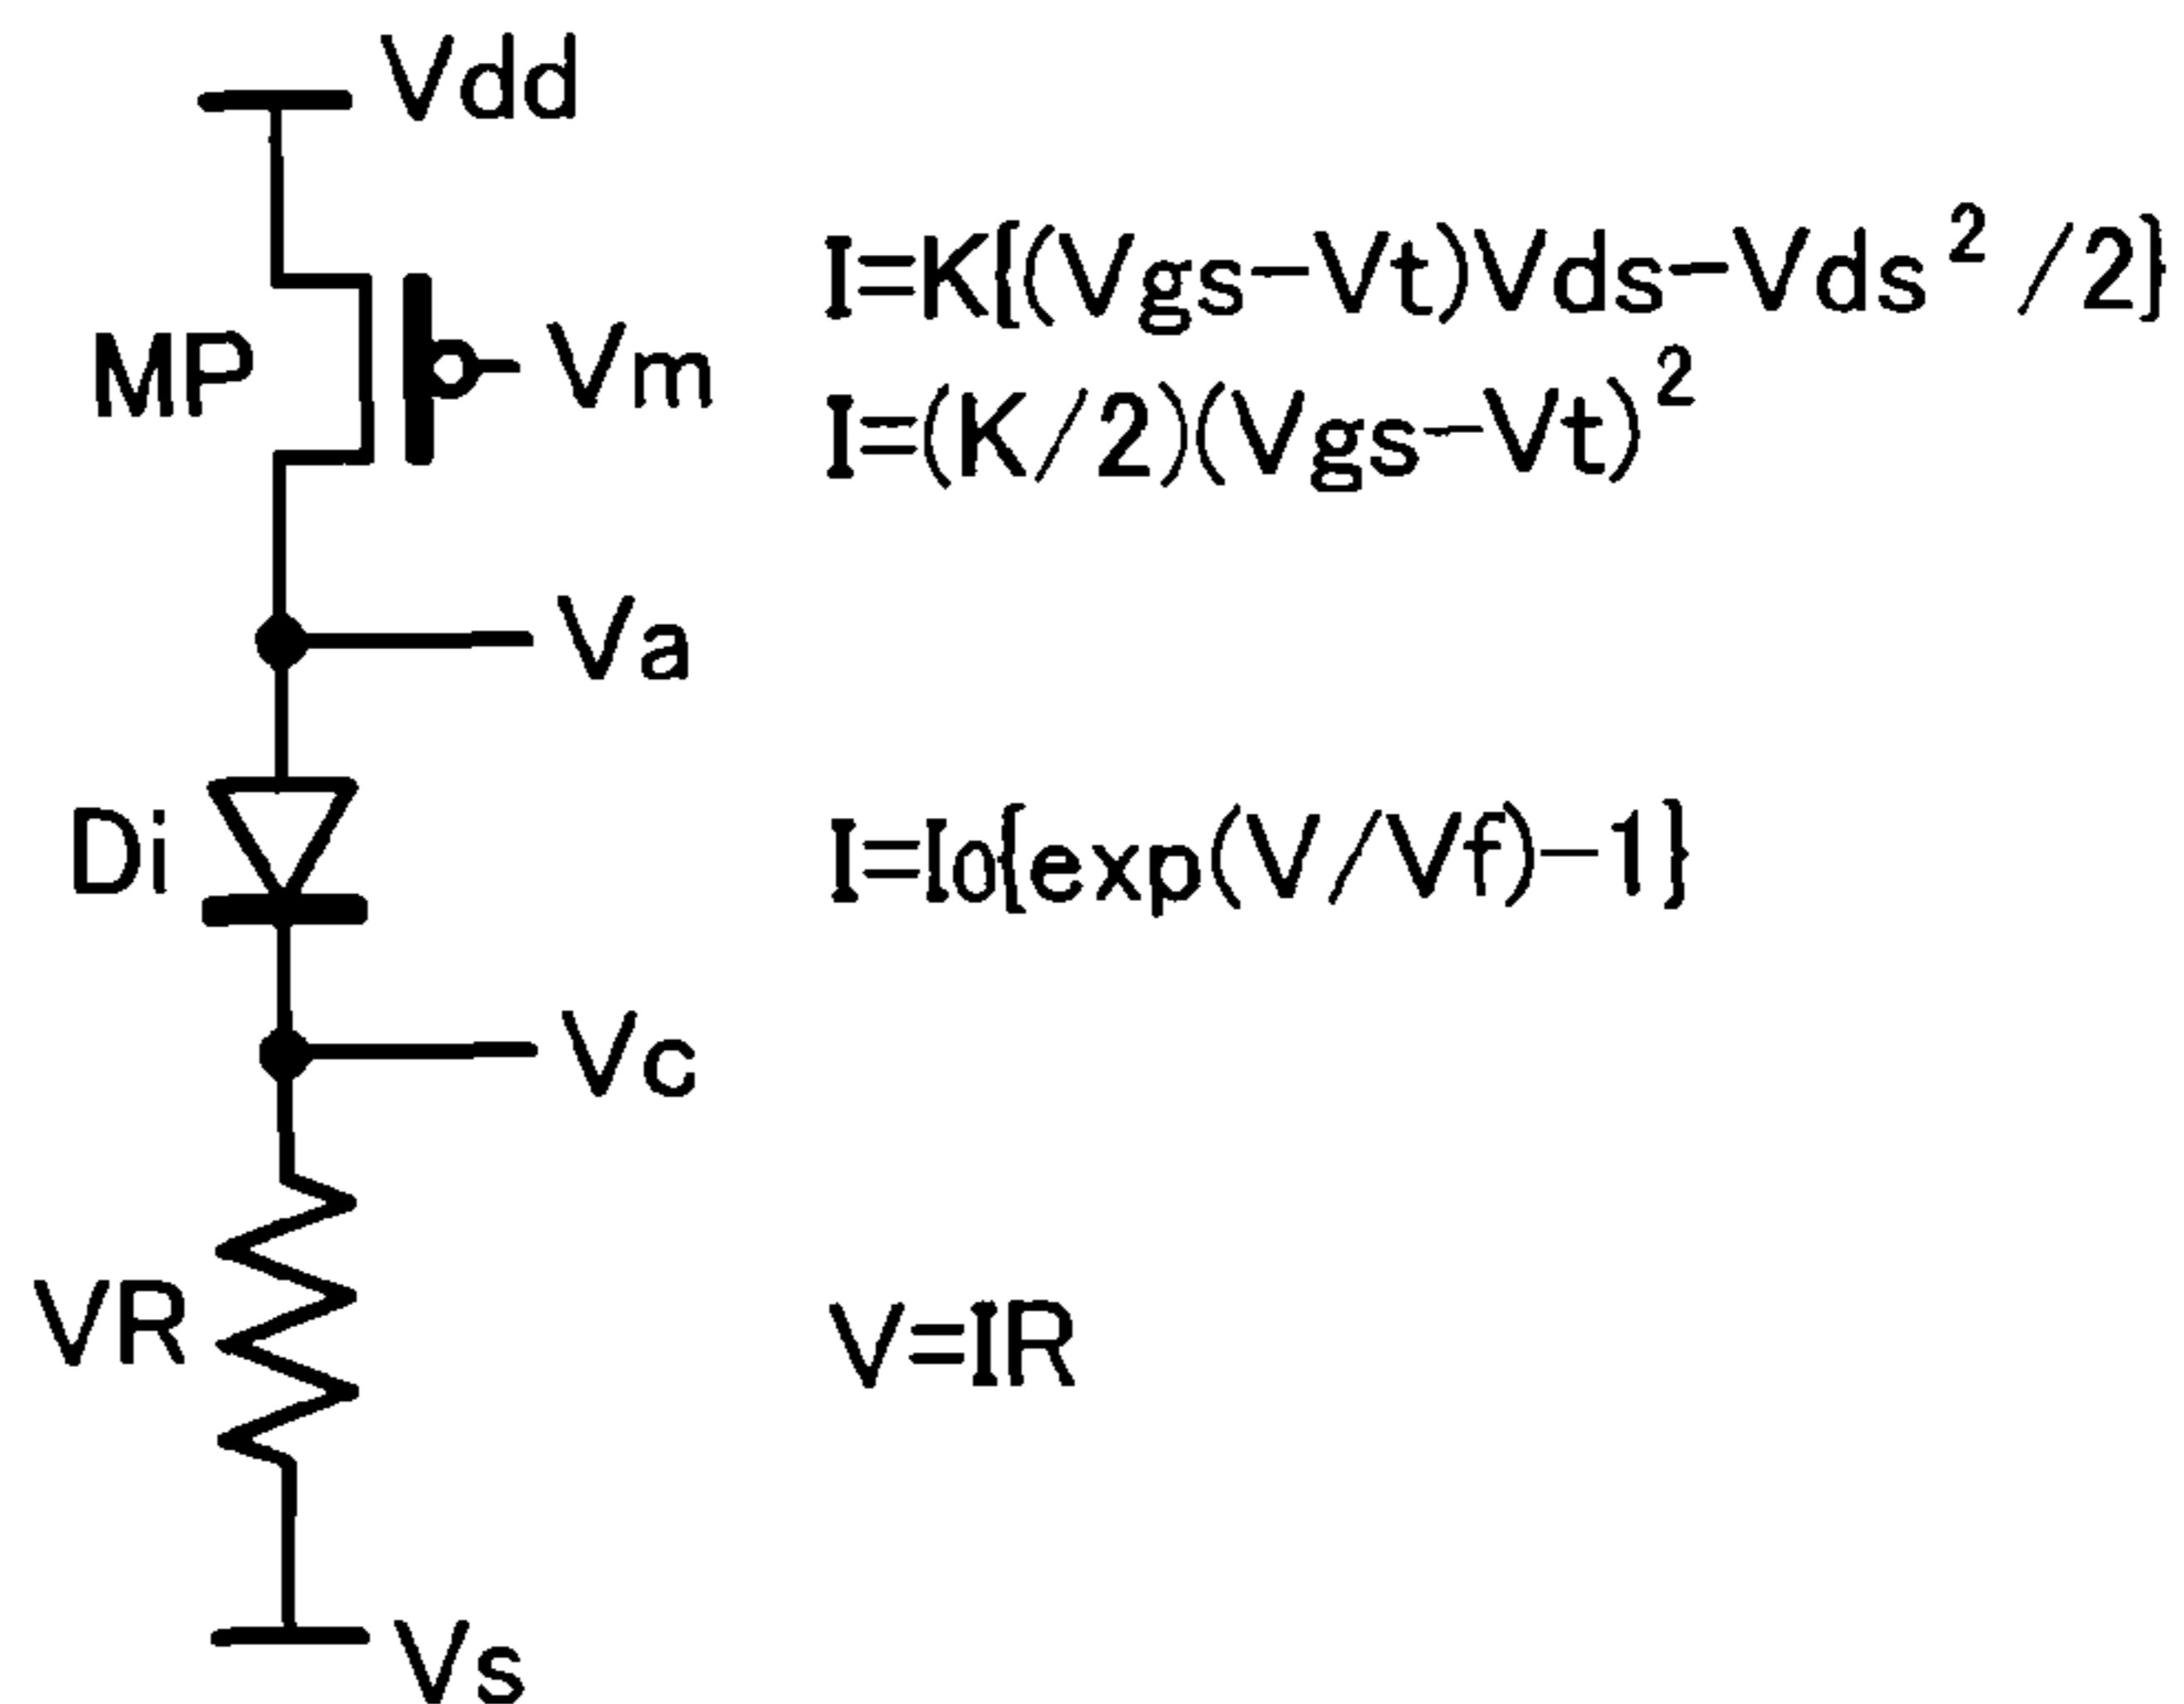 Vdd
I=K{(Vgs-Vt)Vds-Vds²/2}
MP
Vm
I=(K/2)(Vgs-Vt)²
Va
Di
I=Io{exp(V/Vf)-1}
Vc
VR
V=IR
Vs